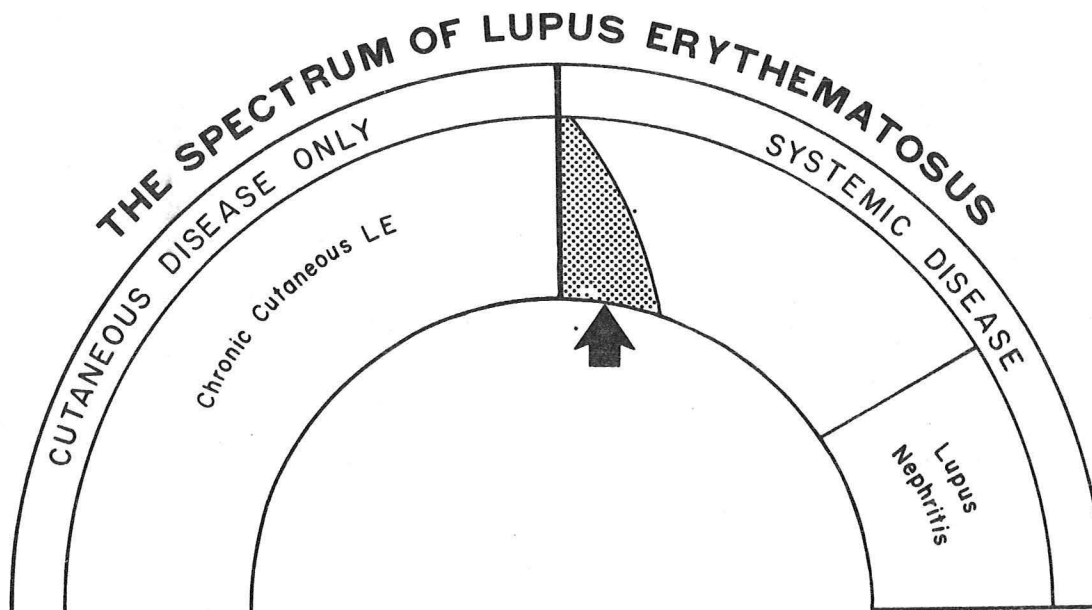 THE SPECTRUM OF LUPUS ERYTHEMATOSUS
CUTANEOUS DISEASE ONLY
SYSTEMIC DISEASE
Chronic Cutaneous LE
Lupus
Nephritis